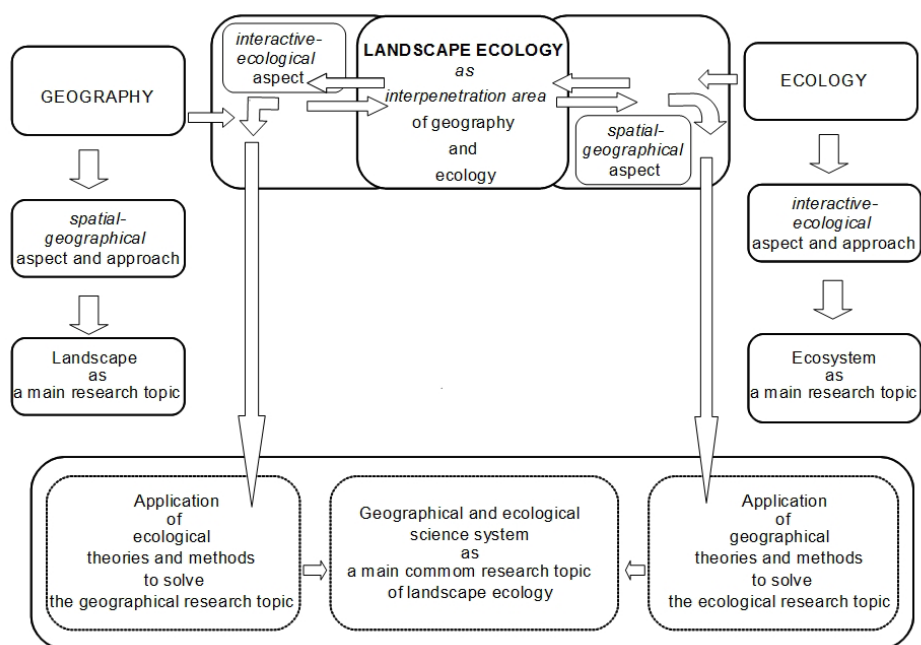 GEOGRAPHY
interactive-
ecological
aspect
LANDSCAPE ECOLOGY
as
interpenetration area
of geography
and
ecology
spatial-
geographical
aspect
ECOLOGY
spatial-
geographical
aspect and approach
interactive-
ecological
aspect and approach
Landscape
as
a main research topic
Ecosystem
as
a main research topic
Application
of
ecological
theories and methods
to solve
the geographical research topic
Geographical and ecological
science system
as
a main commom research topic
of landscape ecology
Application
of
geographical
theories and methods
to solve
the ecological research topic